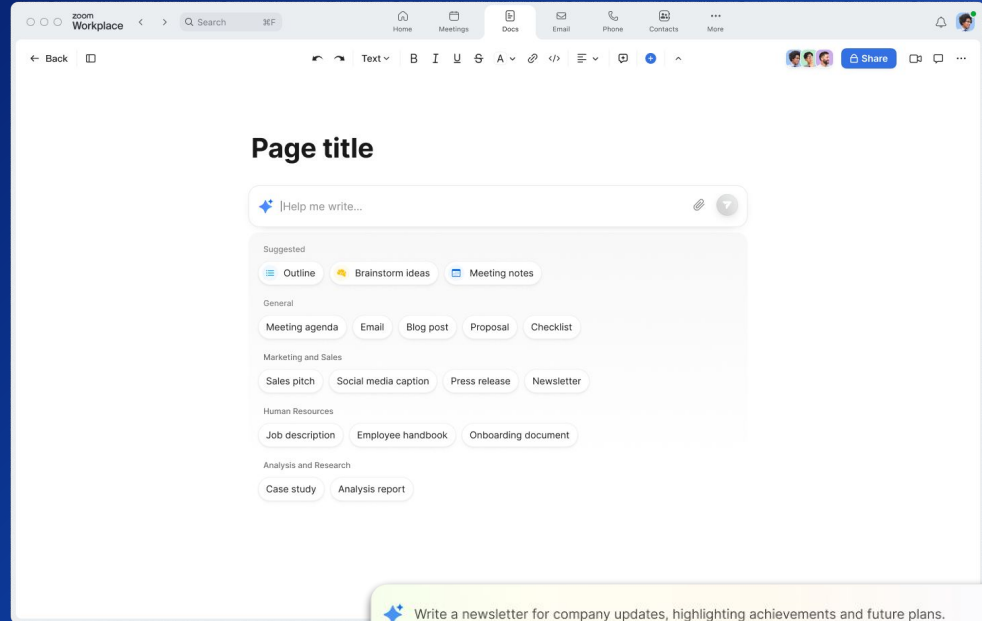 zoom
Workplace
Search ⌘F
Home
Meetings
Docs
Email
Phone
Contacts
More
Back
Text
B I U S A </>
Share
Page title
Help me write...
Suggested
Outline
Brainstorm ideas
Meeting notes
General
Meeting agenda
Email
Blog post
Proposal
Checklist
Marketing and Sales
Sales pitch
Social media caption
Press release
Newsletter
Human Resources
Job description
Employee handbook
Onboarding document
Analysis and Research
Case study
Analysis report
Write a newsletter for company updates, highlighting achievements and future plans.